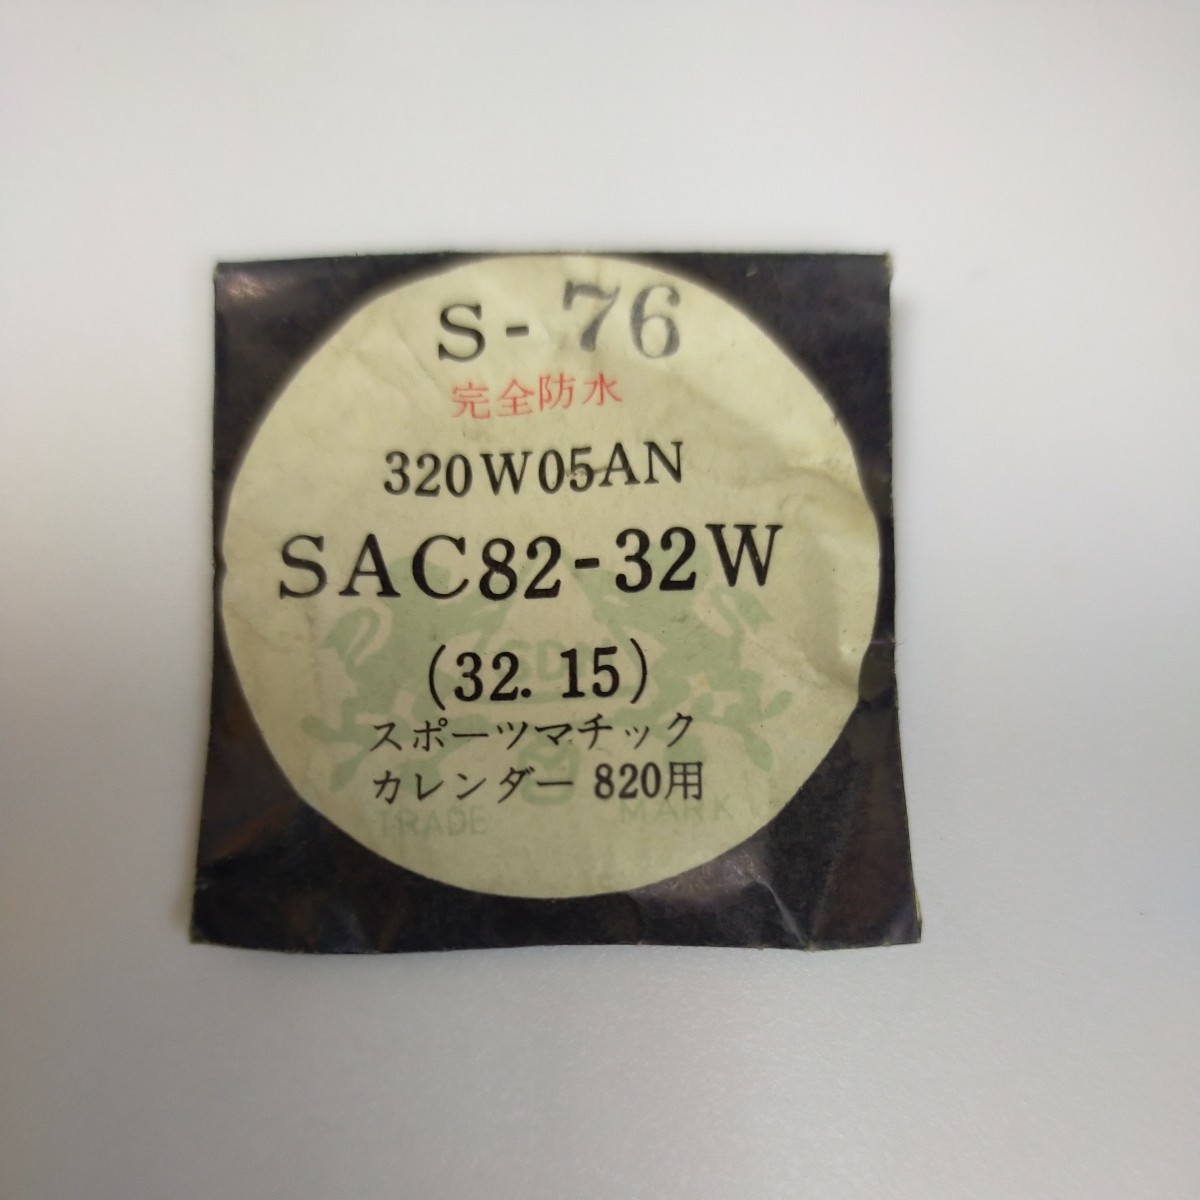 S-76
完全防水
320W05AN
SAC82-32W
(32.15)
スポーツマチック
カレンダー 820用
TRADE MARK